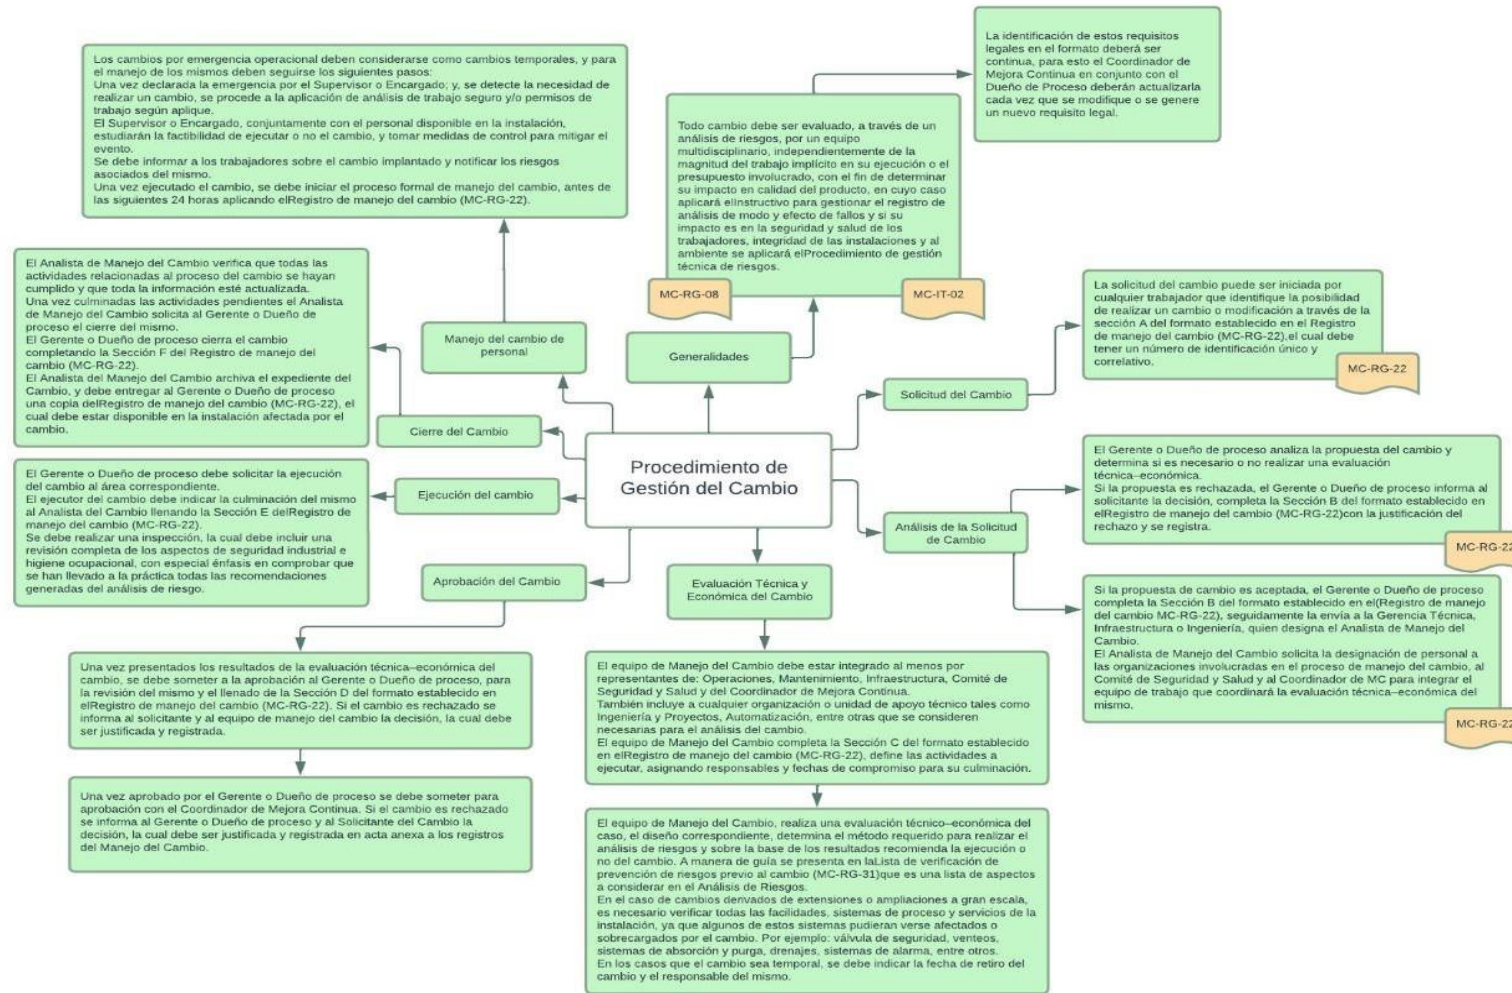 La identificación de estos requisitos
legales en el formato deberá ser
continua, para esto el Coordinador de
Mejora Continua en conjunto con el
Dueño de Proceso deberán actualizarla
cada vez que se modifique o se genere
un nuevo requisito legal.
Los cambios por emergencia operacional deben considerarse como cambios temporales, y para
el manejo de los mismos deben seguirse los siguientes pasos:
Una vez declarada la emergencia por el Supervisor o Encargado; y, se detecte la necesidad de
realizar un cambio, se procede a la aplicación de análisis de trabajo seguro y/o permisos de
trabajo según aplique.
El Supervisor o Encargado, conjuntamente con el personal disponible en la instalación,
estudiarán la factibilidad de ejecutar o no el cambio, y tomar medidas de control para mitigar el
evento.
Se debe informar a los trabajadores sobre el cambio implantado y notificar los riesgos
asociados del mismo.
Una vez ejecutado el cambio, se debe iniciar el proceso formal de manejo del cambio, antes de
las siguientes 24 horas aplicando elRegistro de manejo del cambio (MC-RG-22).
Todo cambio debe ser evaluado, a través de un
análisis de riesgos, por un equipo
multidisciplinario, independientemente de la
magnitud del trabajo implícito en su ejecución o el
presupuesto involucrado, con el fin de determinar
su impacto en calidad del producto, en cuyo caso
aplicará elInstructivo para gestionar el registro de
análisis de modo y efecto de fallos y si su
impacto es en la seguridad y salud de los
trabajadores, integridad de las instalaciones y al
ambiente se aplicará elProcedimiento de gestión
técnica de riesgos.
MC-RG-08
MC-IT-02
El Analista de Manejo del Cambio verifica que todas las
actividades relacionadas al proceso del cambio se hayan
cumplido y que toda la información esté actualizada.
Una vez culminadas las actividades pendientes el Analista
de Manejo del Cambio solicita al Gerente o Dueño de
proceso el cierre del mismo.
El Gerente o Dueño de proceso cierra el cambio
completando la Sección F del Registro de manejo del
cambio (MC-RG-22).
El Analista del Manejo del Cambio archiva el expediente del
Cambio, y debe entregar al Gerente o Dueño de proceso
una copia delRegistro de manejo del cambio (MC-RG-22), el
cual debe estar disponible en la instalación afectada por el
cambio.
Manejo del cambio de
personal
Generalidades
La solicitud del cambio puede ser iniciada por
cualquier trabajador que identifique la posibilidad
de realizar un cambio o modificación a través de la
sección A del formato establecido en el Registro
de manejo del cambio (MC-RG-22),el cual debe
tener un número de identificación único y
correlativo.
MC-RG-22
Solicitud del Cambio
Cierre del Cambio
Procedimiento de
Gestión del Cambio
El Gerente o Dueño de proceso debe solicitar la ejecución
del cambio al área correspondiente.
El ejecutor del cambio debe indicar la culminación del mismo
al Analista del Cambio llenando la Sección E delRegistro de
manejo del cambio (MC-RG-22).
Se debe realizar una inspección, la cual debe incluir una
revisión completa de los aspectos de seguridad industrial e
higiene ocupacional, con especial énfasis en comprobar que
se han llevado a la práctica todas las recomendaciones
generadas del análisis de riesgo.
Ejecución del cambio
El Gerente o Dueño de proceso analiza la propuesta del cambio y
determina si es necesario o no realizar una evaluación
técnica–económica.
Si la propuesta es rechazada, el Gerente o Dueño de proceso informa al
solicitante la decisión, completa la Sección B del formato establecido en
elRegistro de manejo del cambio (MC-RG-22)con la justificación del
rechazo y se registra.
MC-RG-22
Análisis de la Solicitud
de Cambio
Aprobación del Cambio
Evaluación Técnica y
Económica del Cambio
Si la propuesta de cambio es aceptada, el Gerente o Dueño de proceso
completa la Sección B del formato establecido en el(Registro de manejo
del cambio MC-RG-22), seguidamente la envía a la Gerencia Técnica,
Infraestructura o Ingeniería, quien designa el Analista de Manejo del
Cambio.
El Analista de Manejo del Cambio solicita la designación de personal a
las organizaciones involucradas en el proceso de manejo del cambio, al
Comité de Seguridad y Salud y al Coordinador de MC para integrar el
equipo de trabajo que coordinará la evaluación técnica–económica del
mismo.
MC-RG-22
Una vez presentados los resultados de la evaluación técnica–económica del
cambio, se debe someter a la aprobación al Gerente o Dueño de proceso, para
la revisión del mismo y el llenado de la Sección D del formato establecido en
elRegistro de manejo del cambio (MC-RG-22). Si el cambio es rechazado se
informa al solicitante y al equipo de manejo del cambio la decisión, la cual debe
ser justificada y registrada.
El equipo de Manejo del Cambio debe estar integrado al menos por
representantes de: Operaciones, Mantenimiento, Infraestructura, Comité de
Seguridad y Salud y del Coordinador de Mejora Continua.
También incluye a cualquier organización o unidad de apoyo técnico tales como
Ingeniería y Proyectos, Automatización, entre otras que se consideren
necesarias para el análisis del cambio.
El equipo de Manejo del Cambio completa la Sección C del formato establecido
en elRegistro de manejo del cambio (MC-RG-22), define las actividades a
ejecutar, asignando responsables y fechas de compromiso para su culminación.
Una vez aprobado por el Gerente o Dueño de proceso se debe someter para
aprobación con el Coordinador de Mejora Continua. Si el cambio es rechazado
se informa al Gerente o Dueño de proceso y al Solicitante del Cambio la
decisión, la cual debe ser justificada y registrada en acta anexa a los registros
del Manejo del Cambio.
El equipo de Manejo del Cambio, realiza una evaluación técnico–económica del
caso, el diseño correspondiente, determina el método requerido para realizar el
análisis de riesgos y sobre la base de los resultados recomienda la ejecución o
no del cambio. A manera de guía se presenta en laLista de verificación de
prevención de riesgos previo al cambio (MC-RG-31)que es una lista de aspectos
a considerar en el Análisis de Riesgos.
En el caso de cambios derivados de extensiones o ampliaciones a gran escala,
es necesario verificar todas las facilidades, sistemas de proceso y servicios de la
instalación, ya que algunos de estos sistemas pudieran verse afectados o
sobrecargados por el cambio. Por ejemplo: válvula de seguridad, venteos,
sistemas de absorción y purga, drenajes, sistemas de alarma, entre otros.
En los casos que el cambio sea temporal, se debe indicar la fecha de retiro del
cambio y el responsable del mismo.